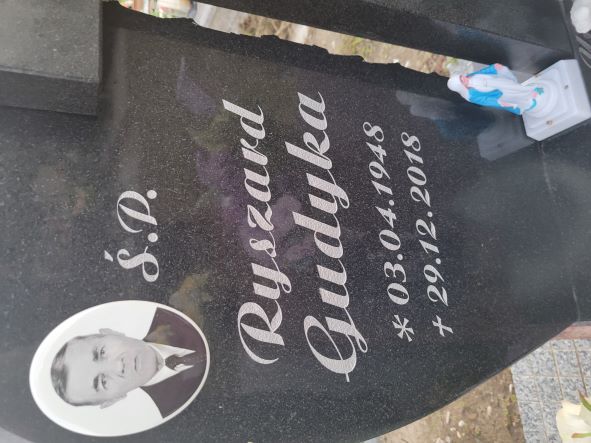 Ś.P.
Ryszard
Gudyka
* 03.04.1948
+ 29.12.2018